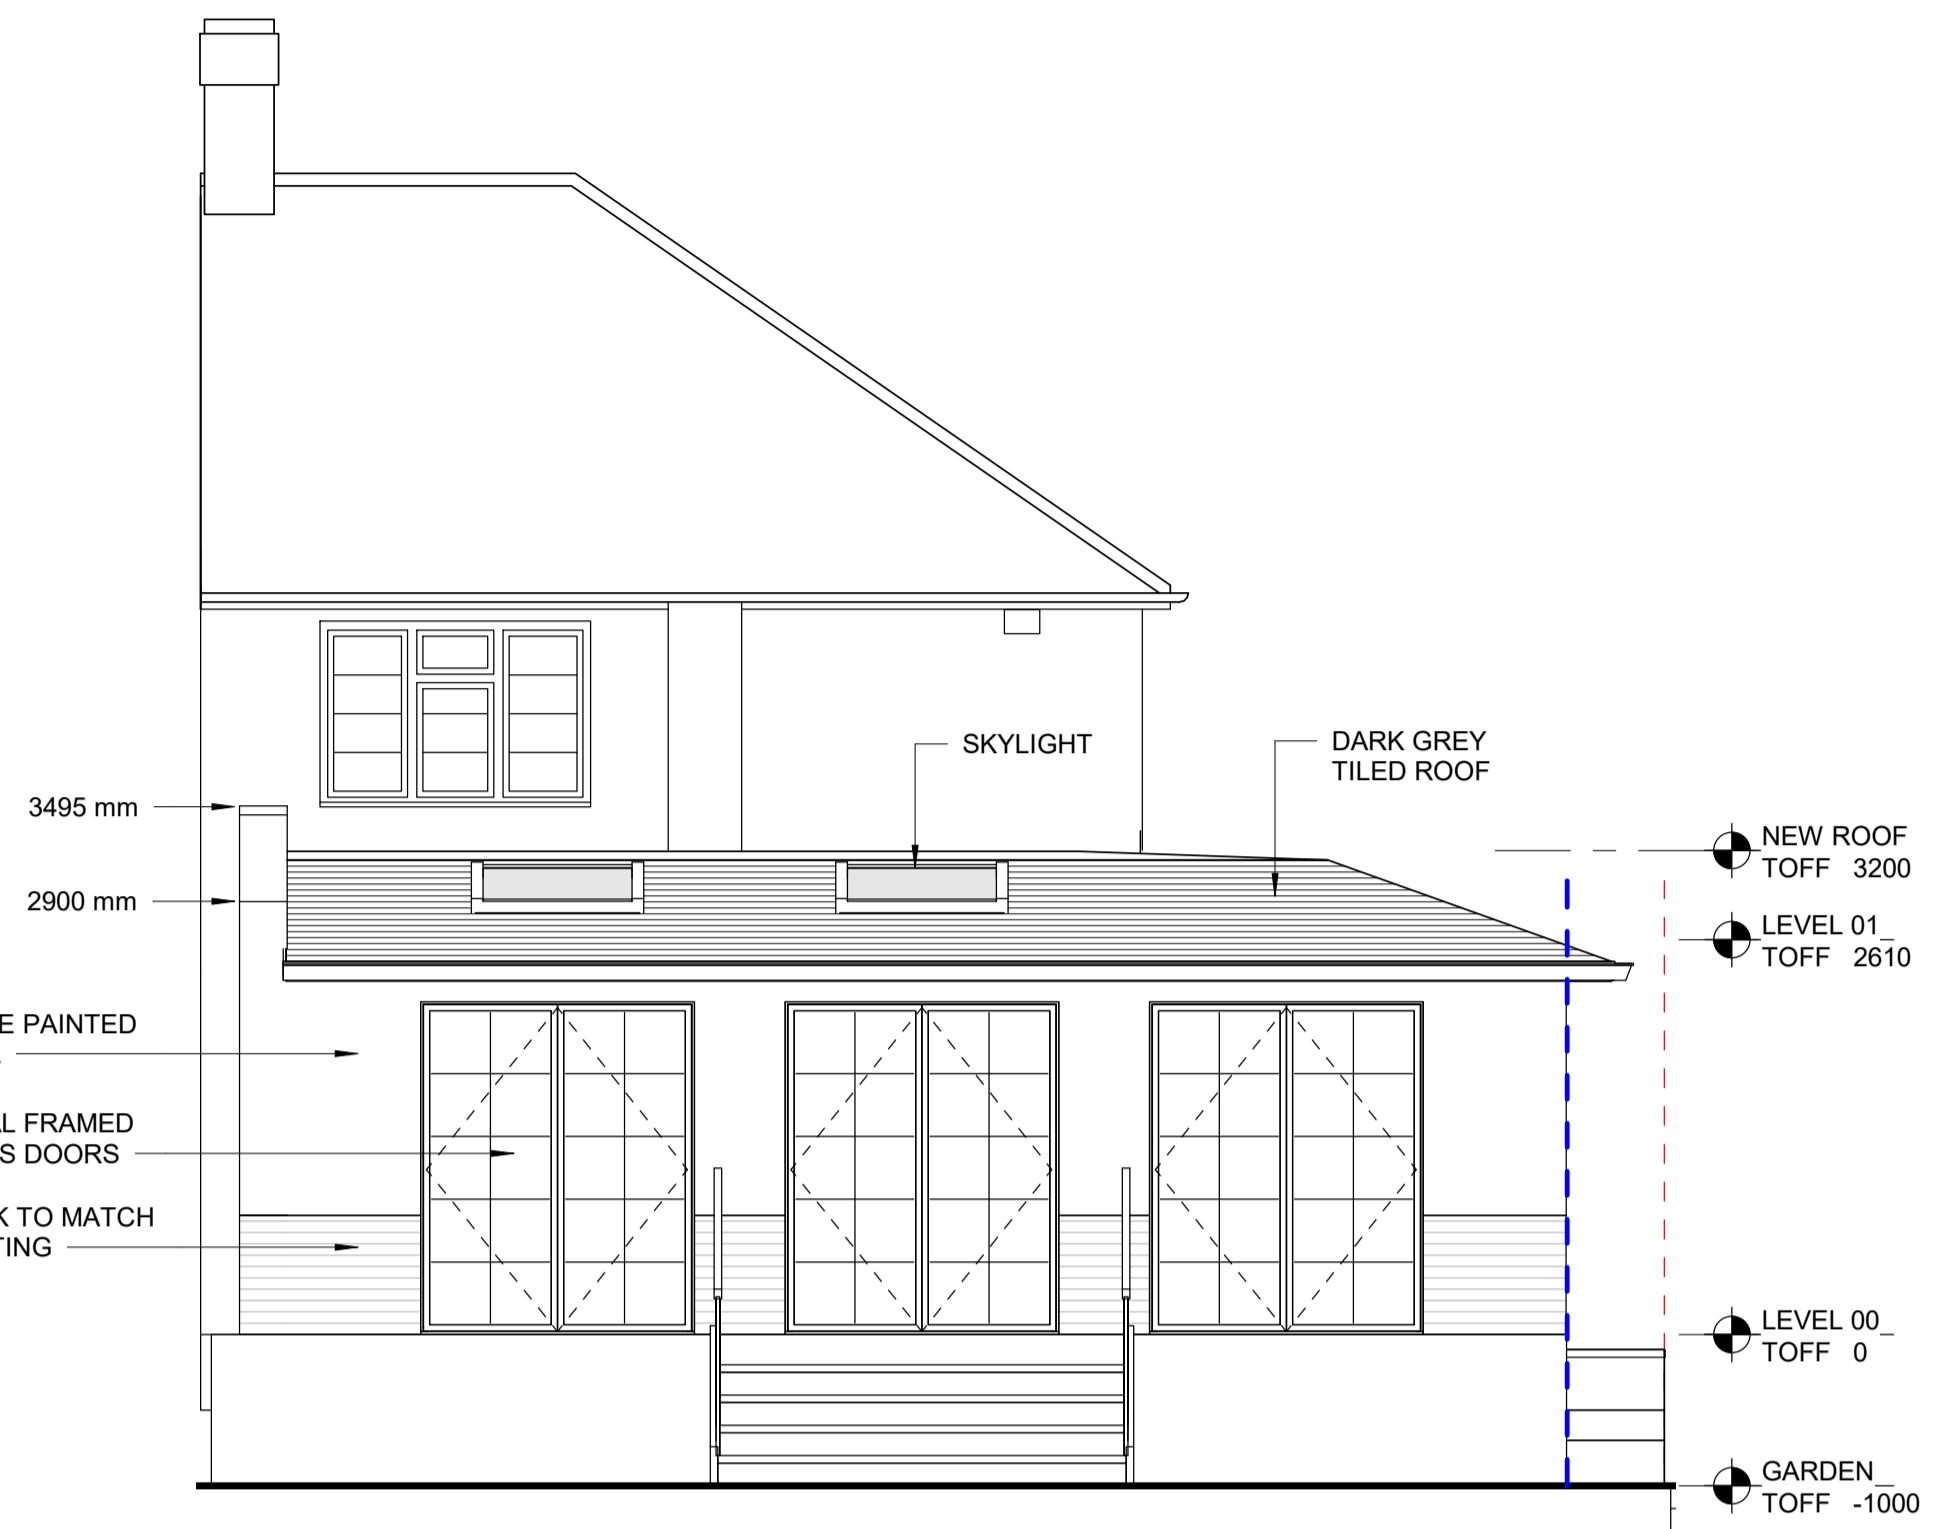 SKYLIGHT
DARK GREY
TILED ROOF
3495 mm
2900 mm
NEW ROOF
TOFF 3200
LEVEL 01
TOFF 2610
PAINTED
FRAMED
DOORS
TO MATCH
LEVEL 00
TOFF 0
GARDEN
TOFF -1000